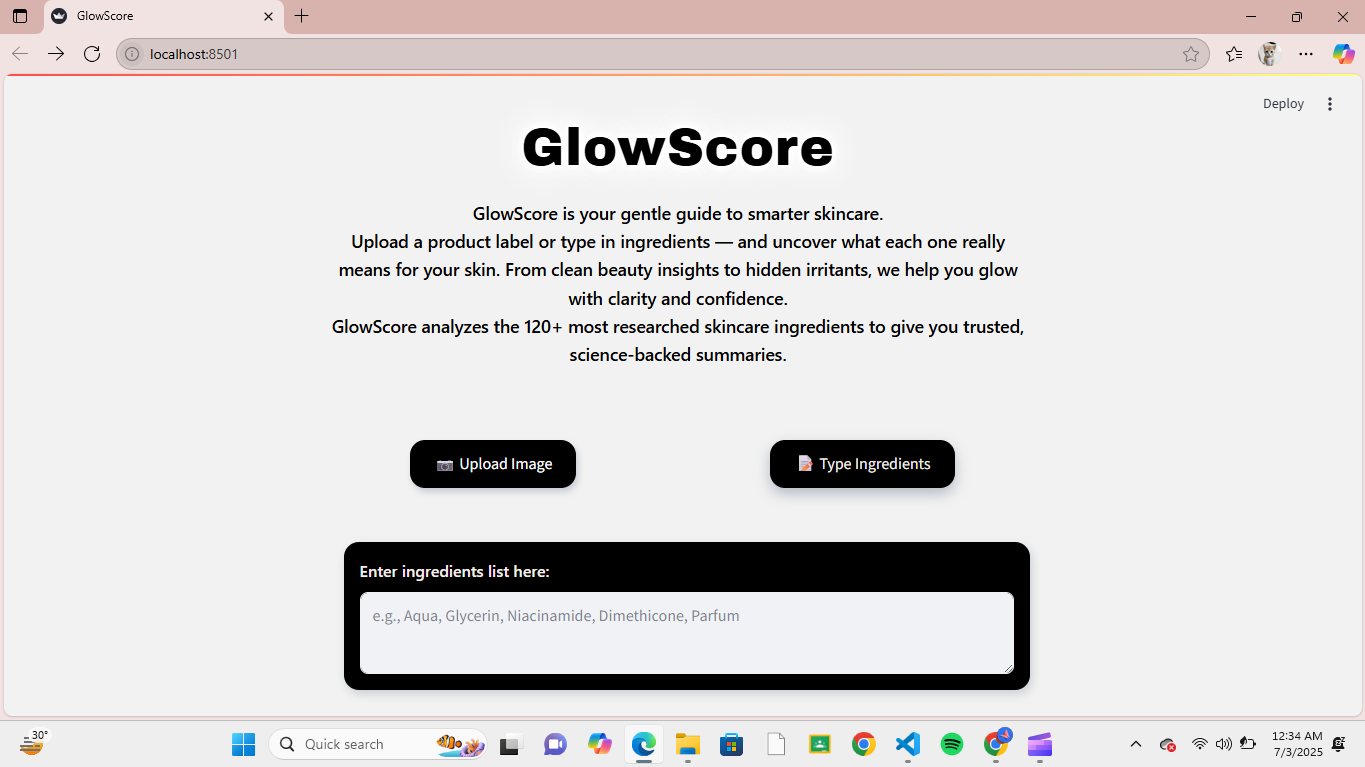 GlowScore
localhost:8501
Deploy
GlowScore
GlowScore is your gentle guide to smarter skincare.
Upload a product label or type in ingredients — and uncover what each one really
means for your skin. From clean beauty insights to hidden irritants, we help you glow
with clarity and confidence.
GlowScore analyzes the 120+ most researched skincare ingredients to give you trusted,
science-backed summaries.
Upload Image
Type Ingredients
Enter ingredients list here:
e.g., Aqua, Glycerin, Niacinamide, Dimethicone, Parfum
30°
Quick search
12:34 AM
7/3/2025